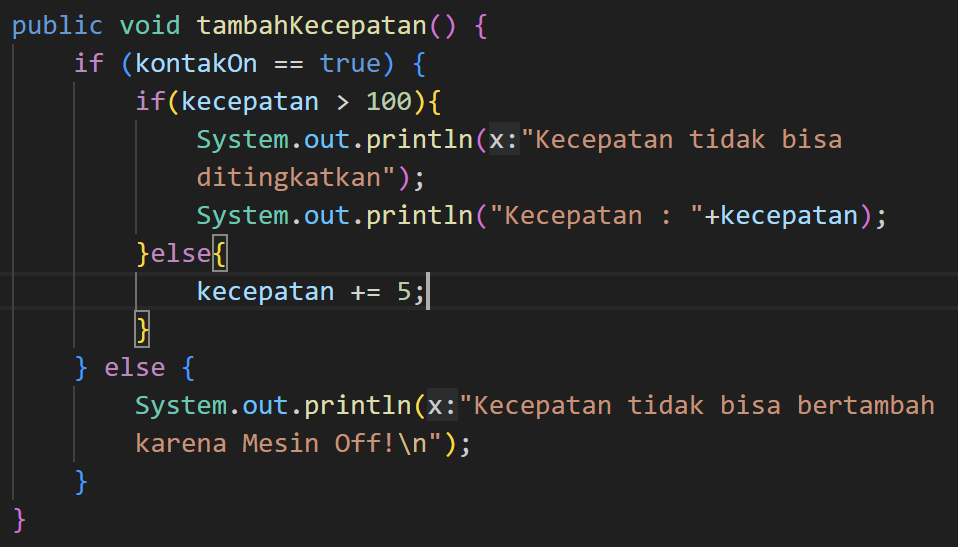 public void tambahKecepatan() {
    if (kontakOn == true) {
        if(kecepatan > 100){
            System.out.println(x:"Kecepatan tidak bisa
            ditingkatkan");
            System.out.println("Kecepatan : "+kecepatan);
        }else{
            kecepatan += 5;
        }
    } else {
        System.out.println(x:"Kecepatan tidak bisa bertambah
        karena Mesin Off!\n");
    }
}